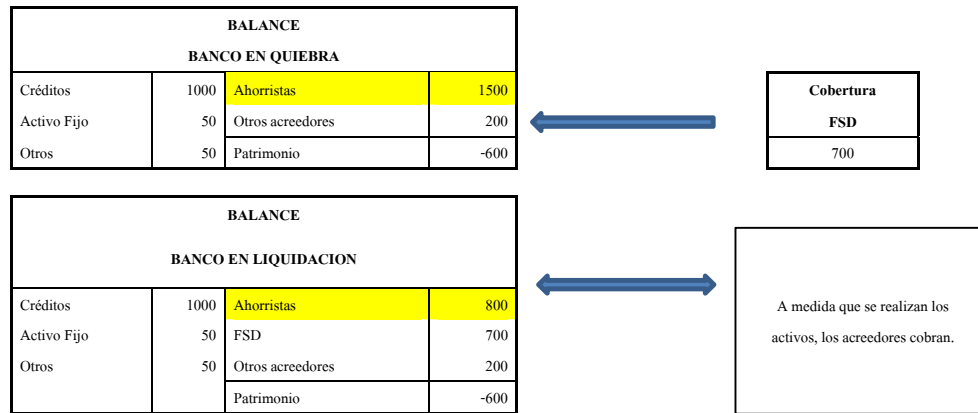 BALANCE
BANCO EN QUIEBRA
Créditos 1000 Ahorristas 1500
Activo Fijo 50 Otros acreedores 200
Otros 50 Patrimonio -600
Cobertura
FSD
700
BALANCE
BANCO EN LIQUIDACION
Créditos 1000 Ahorristas 800
Activo Fijo 50 FSD 700
Otros 50 Otros acreedores 200
Patrimonio -600
A medida que se realizan los
activos, los acreedores cobran.